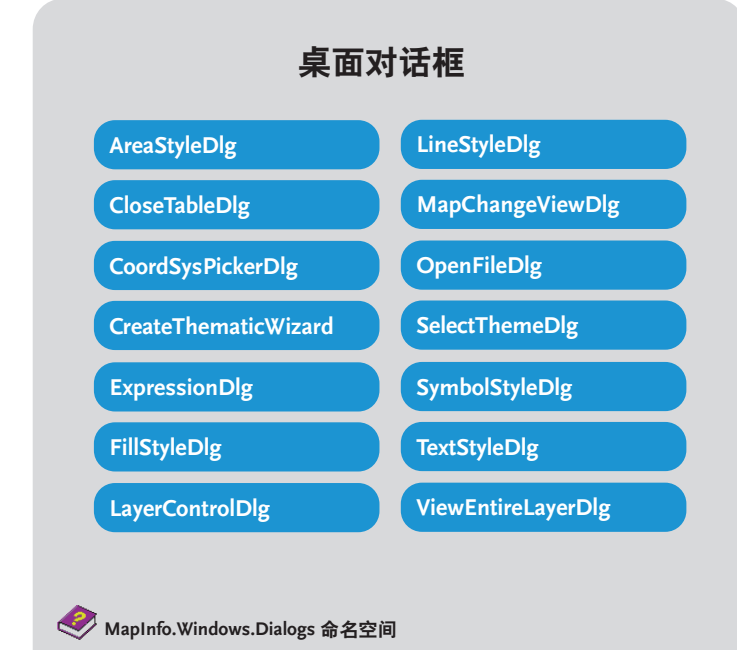 桌面对话框
AreaStyleDlg
LineStyleDlg
CloseTableDlg
MapChangeViewDlg
CoordSysPickerDlg
OpenFileDlg
CreateThematicWizard
SelectThemeDlg
ExpressionDlg
SymbolStyleDlg
FillStyleDlg
TextStyleDlg
LayerControlDlg
ViewEntireLayerDlg
MapInfo.Windows.Dialogs 命名空间